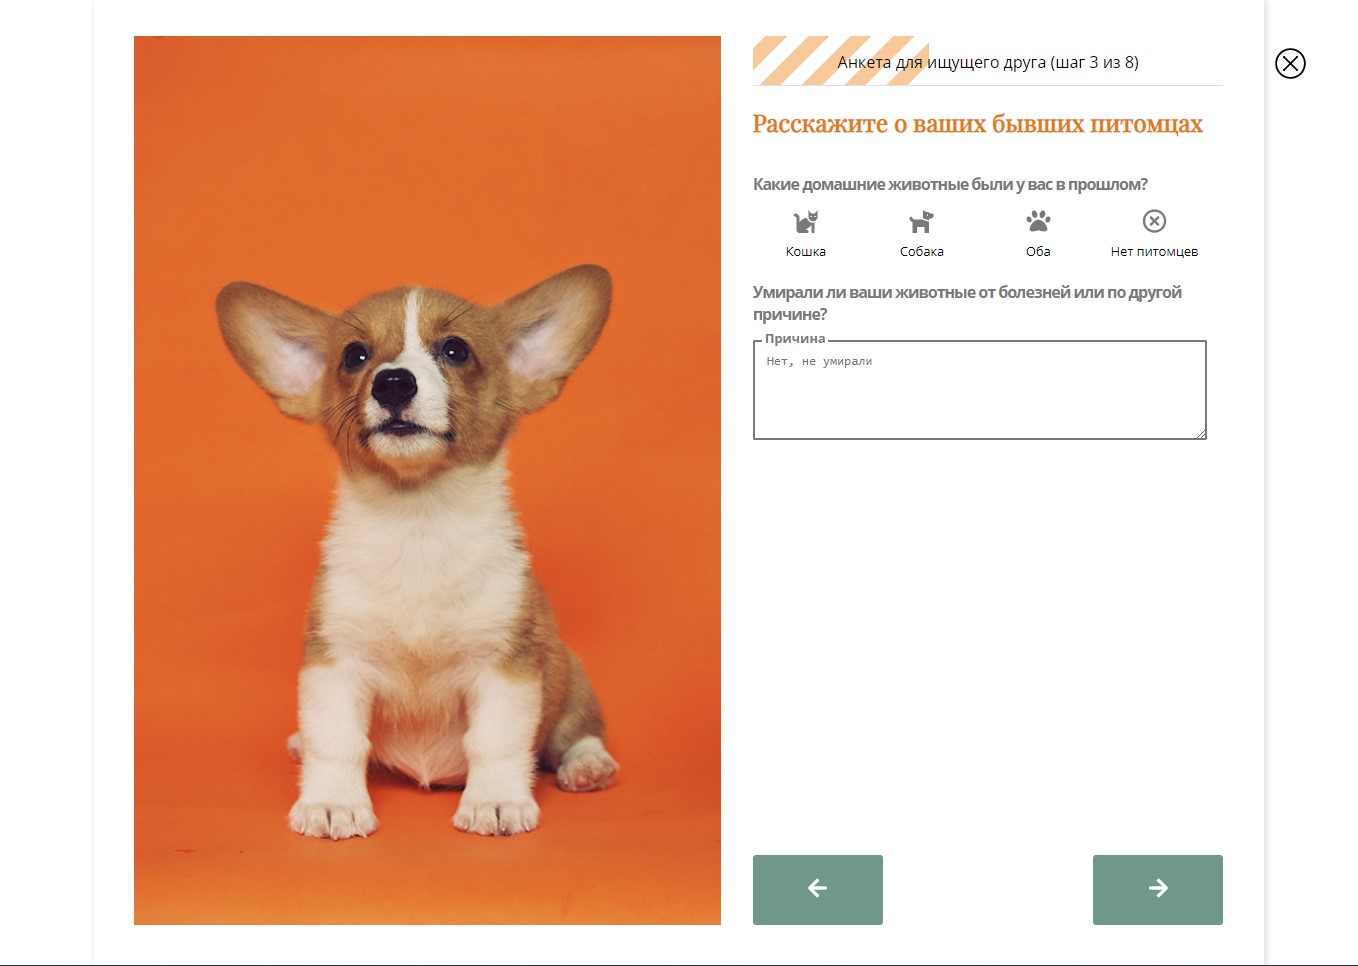 Анкета для ищущего друга (шаг 3 из 8)
Расскажите о ваших бывших питомцах
Какие домашние животные были у вас в прошлом?
Кошка
Собака
Оба
Нет питомцев
Умирали ли ваши животные от болезней или по другой
причине?
Причина
Нет, не умирали